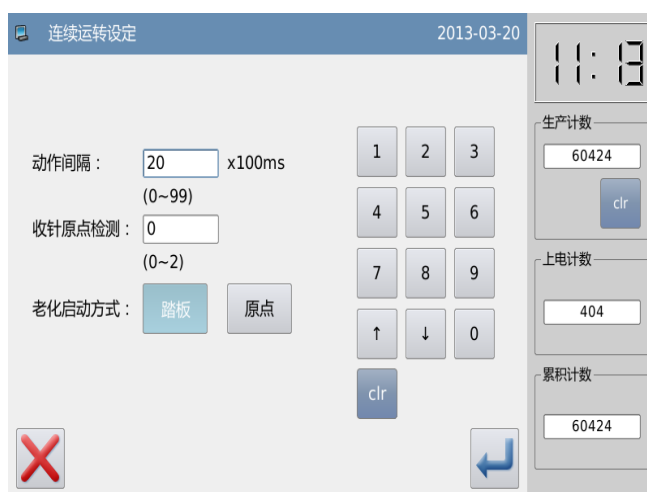 连续运转设定 2013-03-20
11:13
动作间隔： 20 x100ms
(0~99)
收针原点检测： 0
(0~2)
老化启动方式： 踏板 原点
1 2 3
4 5 6
7 8 9
↑ ↓ 0
clr
生产计数
60424
clr
上电计数
404
累积计数
60424